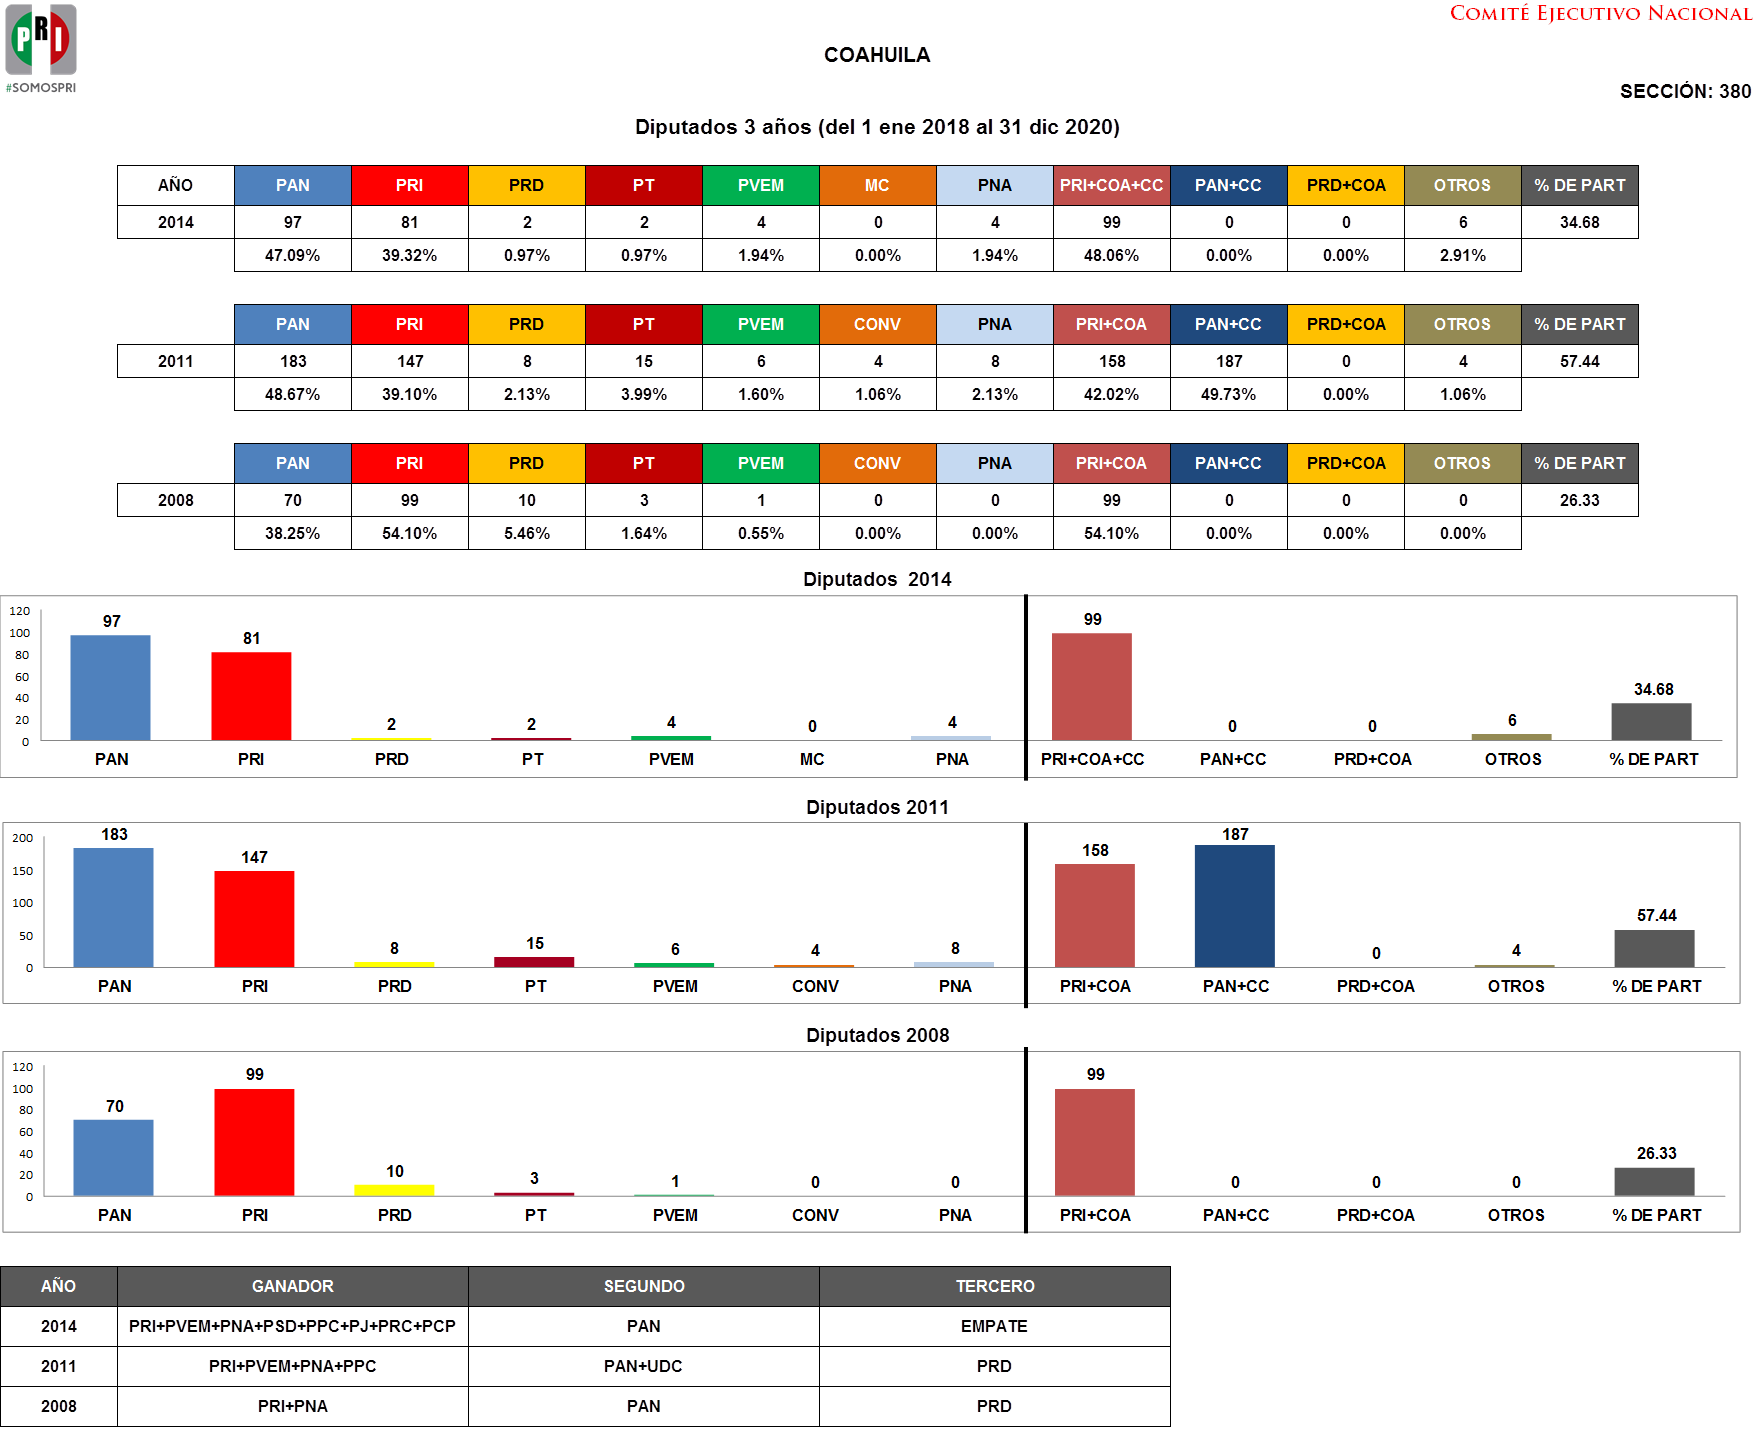 COMITÉ EJECUTIVO NACIONAL
PRI
#SOMOSPRI
COAHUILA
SECCIÓN: 380
Diputados 3 años (del 1 ene 2018 al 31 dic 2020)
AÑO PAN PRI PRD PT PVEM MC PNA PRI+COA+CC PAN+CC PRD+COA OTROS % DE PART
2014 97 81 2 2 4 0 4 99 0 0 6 34.68
47.09% 39.32% 0.97% 0.97% 1.94% 0.00% 1.94% 48.06% 0.00% 0.00% 2.91%
PAN PRI PRD PT PVEM CONV PNA PRI+COA PAN+CC PRD+COA OTROS % DE PART
2011 183 147 8 15 6 4 8 158 187 0 4 57.44
48.67% 39.10% 2.13% 3.99% 1.60% 1.06% 2.13% 42.02% 49.73% 0.00% 1.06%
PAN PRI PRD PT PVEM CONV PNA PRI+COA PAN+CC PRD+COA OTROS % DE PART
2008 70 99 10 3 1 0 0 99 0 0 0 26.33
38.25% 54.10% 5.46% 1.64% 0.55% 0.00% 0.00% 54.10% 0.00% 0.00% 0.00%
Diputados 2014
120
100
80
60
40
20
0
97 81 2 2 4 0 4 99 0 0 6 34.68
PAN PRI PRD PT PVEM MC PNA PRI+COA+CC PAN+CC PRD+COA OTROS % DE PART
Diputados 2011
200
150
100
50
0
183 147 8 15 6 4 8 158 187 0 4 57.44
PAN PRI PRD PT PVEM CONV PNA PRI+COA PAN+CC PRD+COA OTROS % DE PART
Diputados 2008
120
100
80
60
40
20
0
70 99 10 3 1 0 0 99 0 0 0 26.33
PAN PRI PRD PT PVEM CONV PNA PRI+COA PAN+CC PRD+COA OTROS % DE PART
AÑO GANADOR SEGUNDO TERCERO
2014 PRI+PVEM+PNA+PSD+PPC+PJ+PRC+PCP PAN EMPATE
2011 PRI+PVEM+PNA+PPC PAN+UDC PRD
2008 PRI+PNA PAN PRD